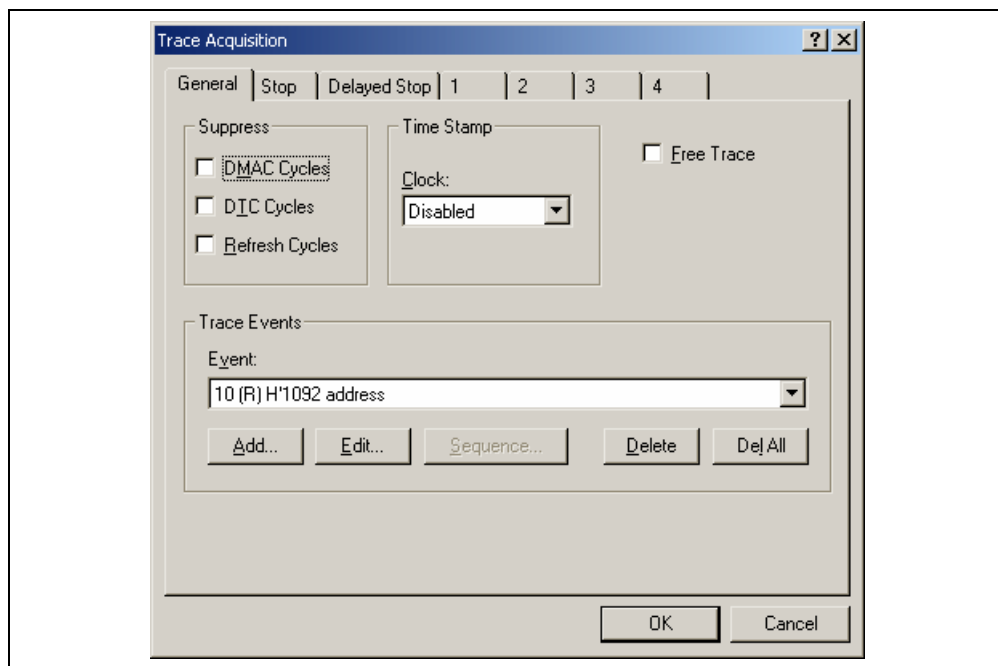 Trace Acquisition
General Stop Delayed Stop 1 2 3 4
Suppress
DMAC Cycles
DTC Cycles
Refresh Cycles
Time Stamp
Clock:
Disabled
Free Trace
Trace Events
Event:
10 (R) H'1092 address
Add... Edit... Sequence... Delete Del All
OK Cancel